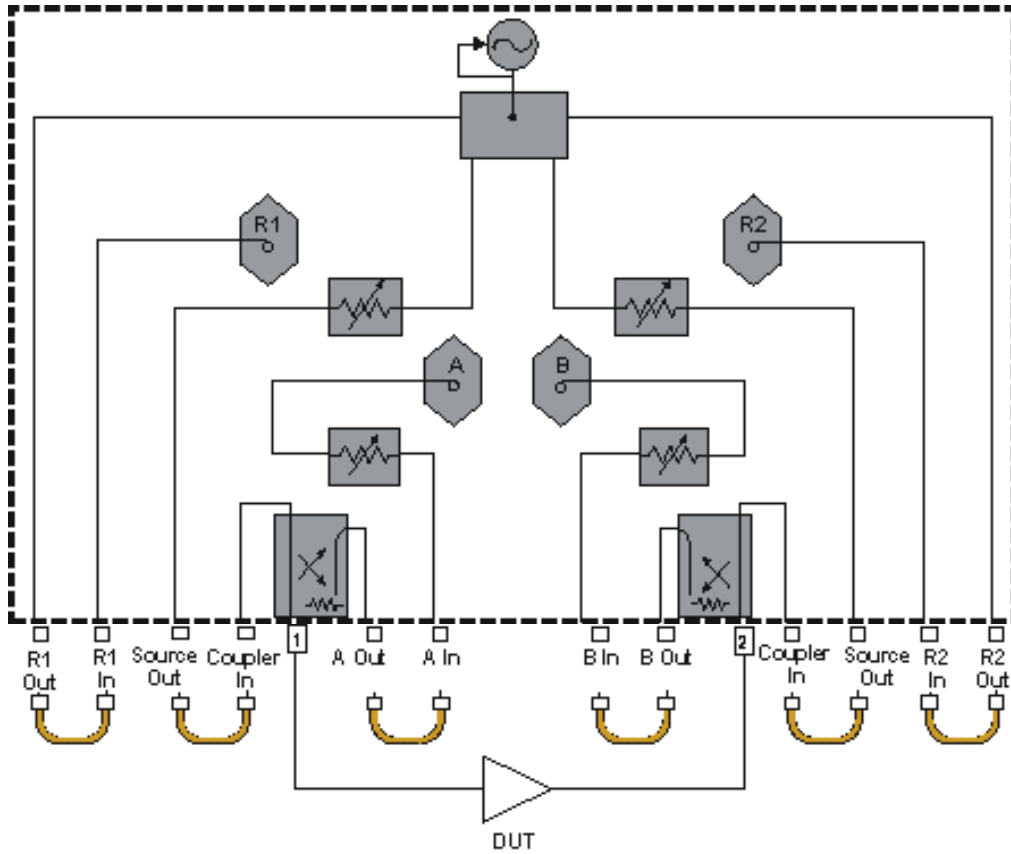 R1
R2
A
B
1
2
R1 Out
R1 In
Source Out
Coupler In
A Out
A In
B In
B Out
Coupler In
Source Out
R2 In
R2 Out
DUT